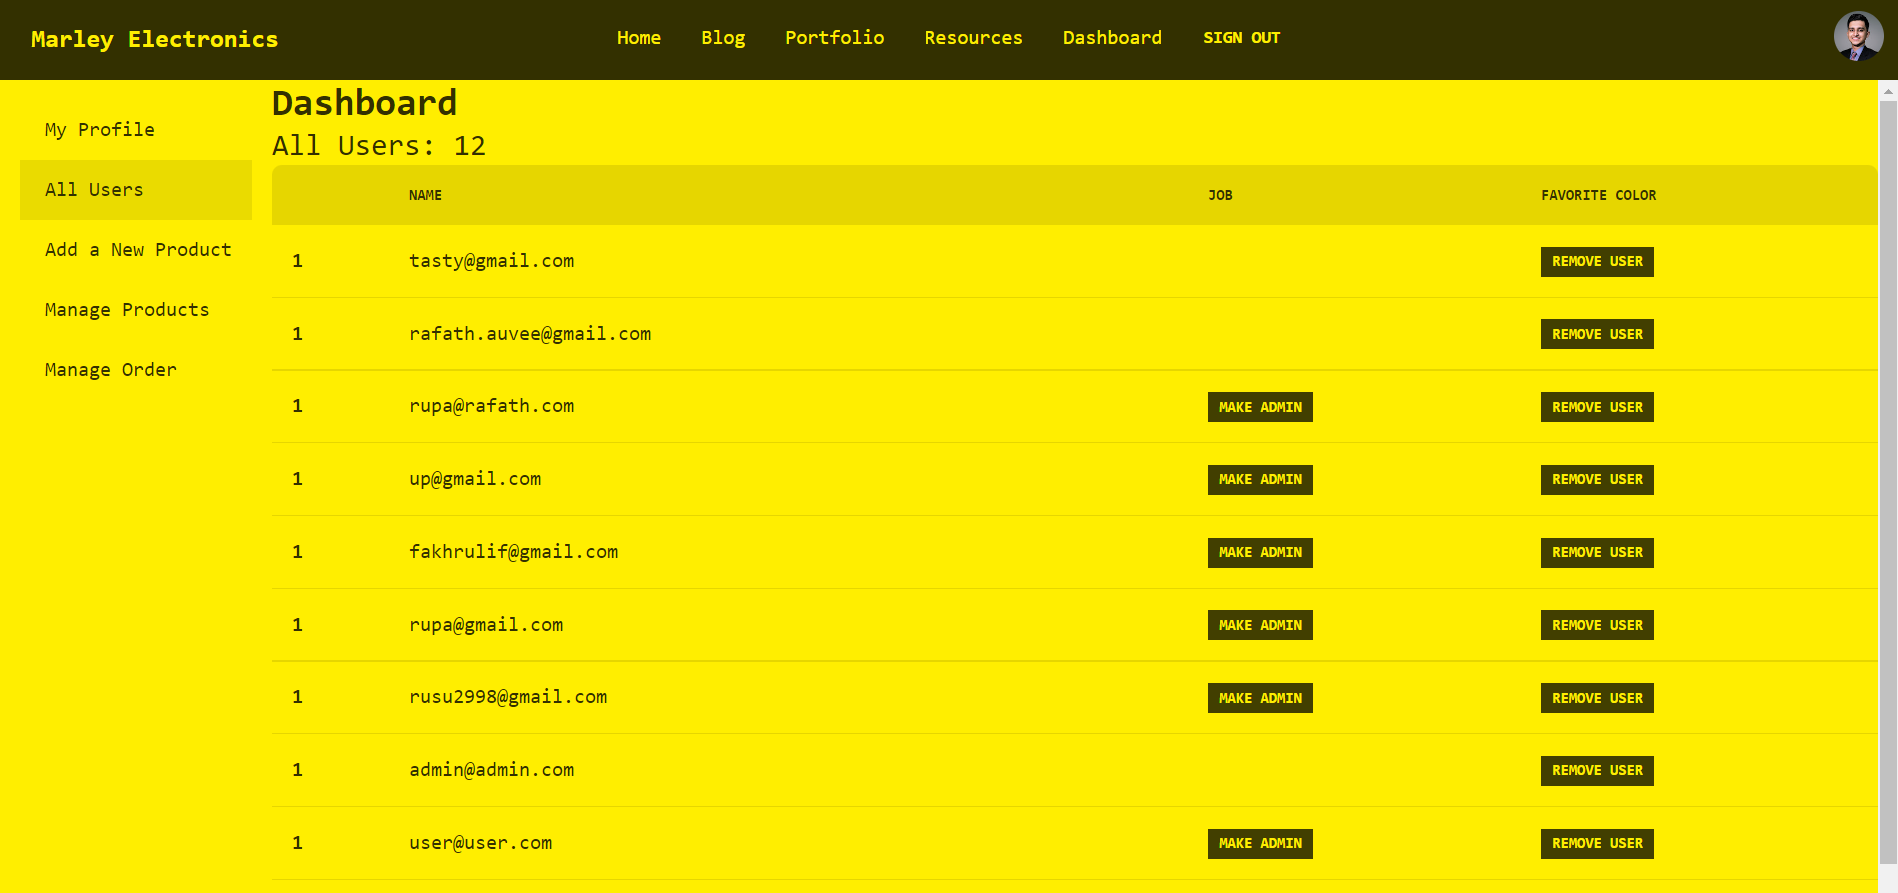 Marley Electronics Home Blog Portfolio Resources Dashboard SIGN OUT
My Profile
All Users
Add a New Product
Manage Products
Manage Order
Dashboard
All Users: 12
NAME JOB FAVORITE COLOR
1 tasty@gmail.com REMOVE USER
1 rafath.auvee@gmail.com REMOVE USER
1 rupa@rafath.com MAKE ADMIN REMOVE USER
1 up@gmail.com MAKE ADMIN REMOVE USER
1 fakhrulif@gmail.com MAKE ADMIN REMOVE USER
1 rupa@gmail.com MAKE ADMIN REMOVE USER
1 rusu2998@gmail.com MAKE ADMIN REMOVE USER
1 admin@admin.com REMOVE USER
1 user@user.com MAKE ADMIN REMOVE USER